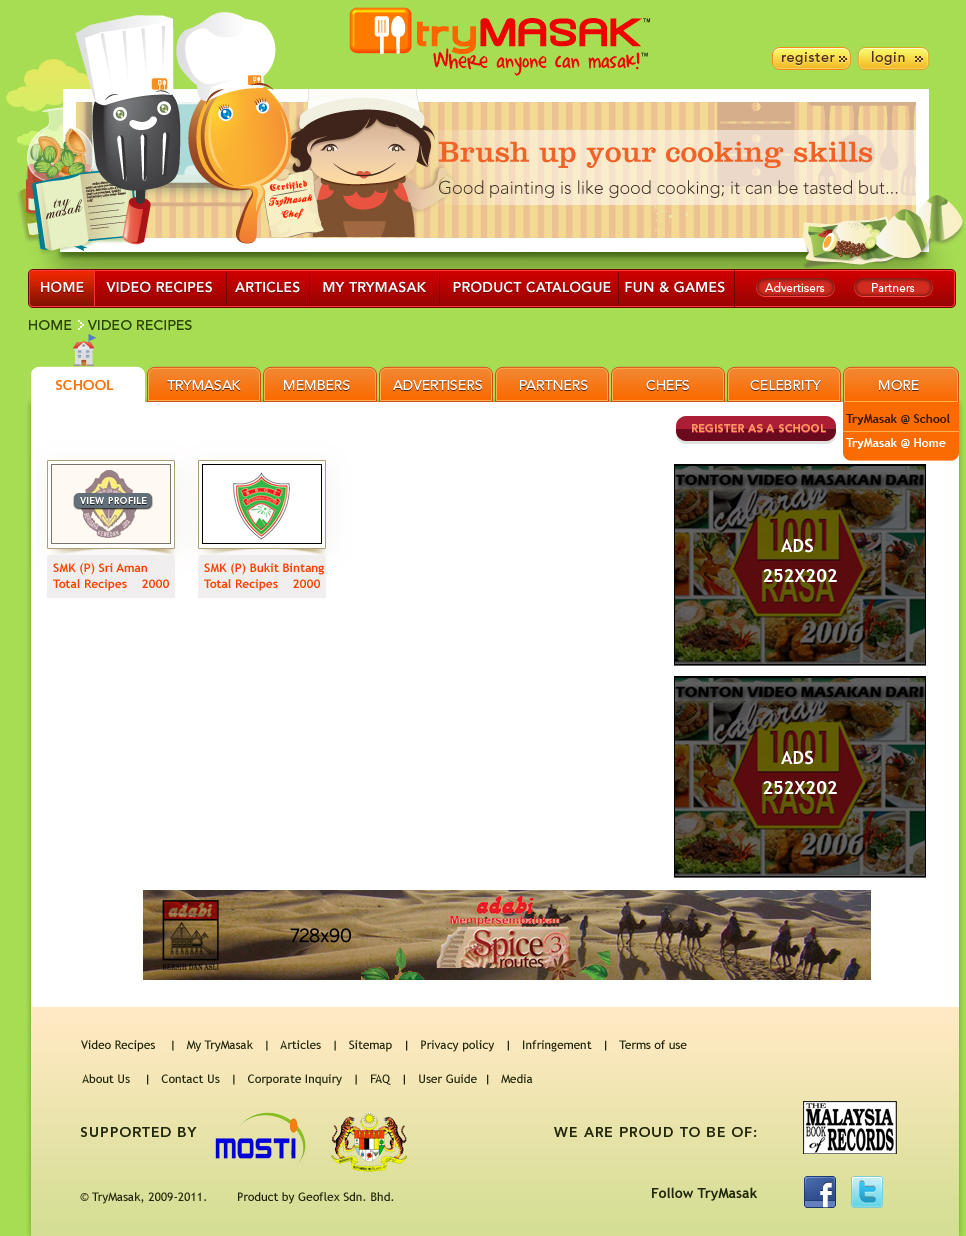 tryMASAK™
Where anyone can masak!™
register
login
Brush up your cooking skills
Good painting is like good cooking; it can be tasted but...
try
masak
Certified
TryMasak
Chef
HOME
VIDEO RECIPES
ARTICLES
MY TRYMASAK
PRODUCT CATALOGUE
FUN & GAMES
Advertisers
Partners
HOME
VIDEO RECIPES
SCHOOL
TRYMASAK
MEMBERS
ADVERTISERS
PARTNERS
CHEFS
CELEBRITY
MORE
TryMasak @ School
TryMasak @ Home
REGISTER AS A SCHOOL
VIEW PROFILE
SMK (P) Sri Aman
Total Recipes 2000
SMK (P) Bukit Bintang
Total Recipes 2000
TONTON VIDEO MASAKAN DARI
cabaran
1001
RASA
2006
ADS
252X202
TONTON VIDEO MASAKAN DARI
cabaran
1001
RASA
2006
ADS
252X202
adabi
BERSIH DAN ASLI
728x90
adabi
Mempersembahkan
Spice
routes 3
Video Recipes | My TryMasak | Articles | Sitemap | Privacy policy | Infringement | Terms of use
About Us | Contact Us | Corporate Inquiry | FAQ | User Guide | Media
SUPPORTED BY
MOSTI
WE ARE PROUD TO BE OF:
THE
MALAYSIA
BOOK of RECORDS
© TryMasak, 2009-2011. Product by Geoflex Sdn. Bhd.
Follow TryMasak
f
t